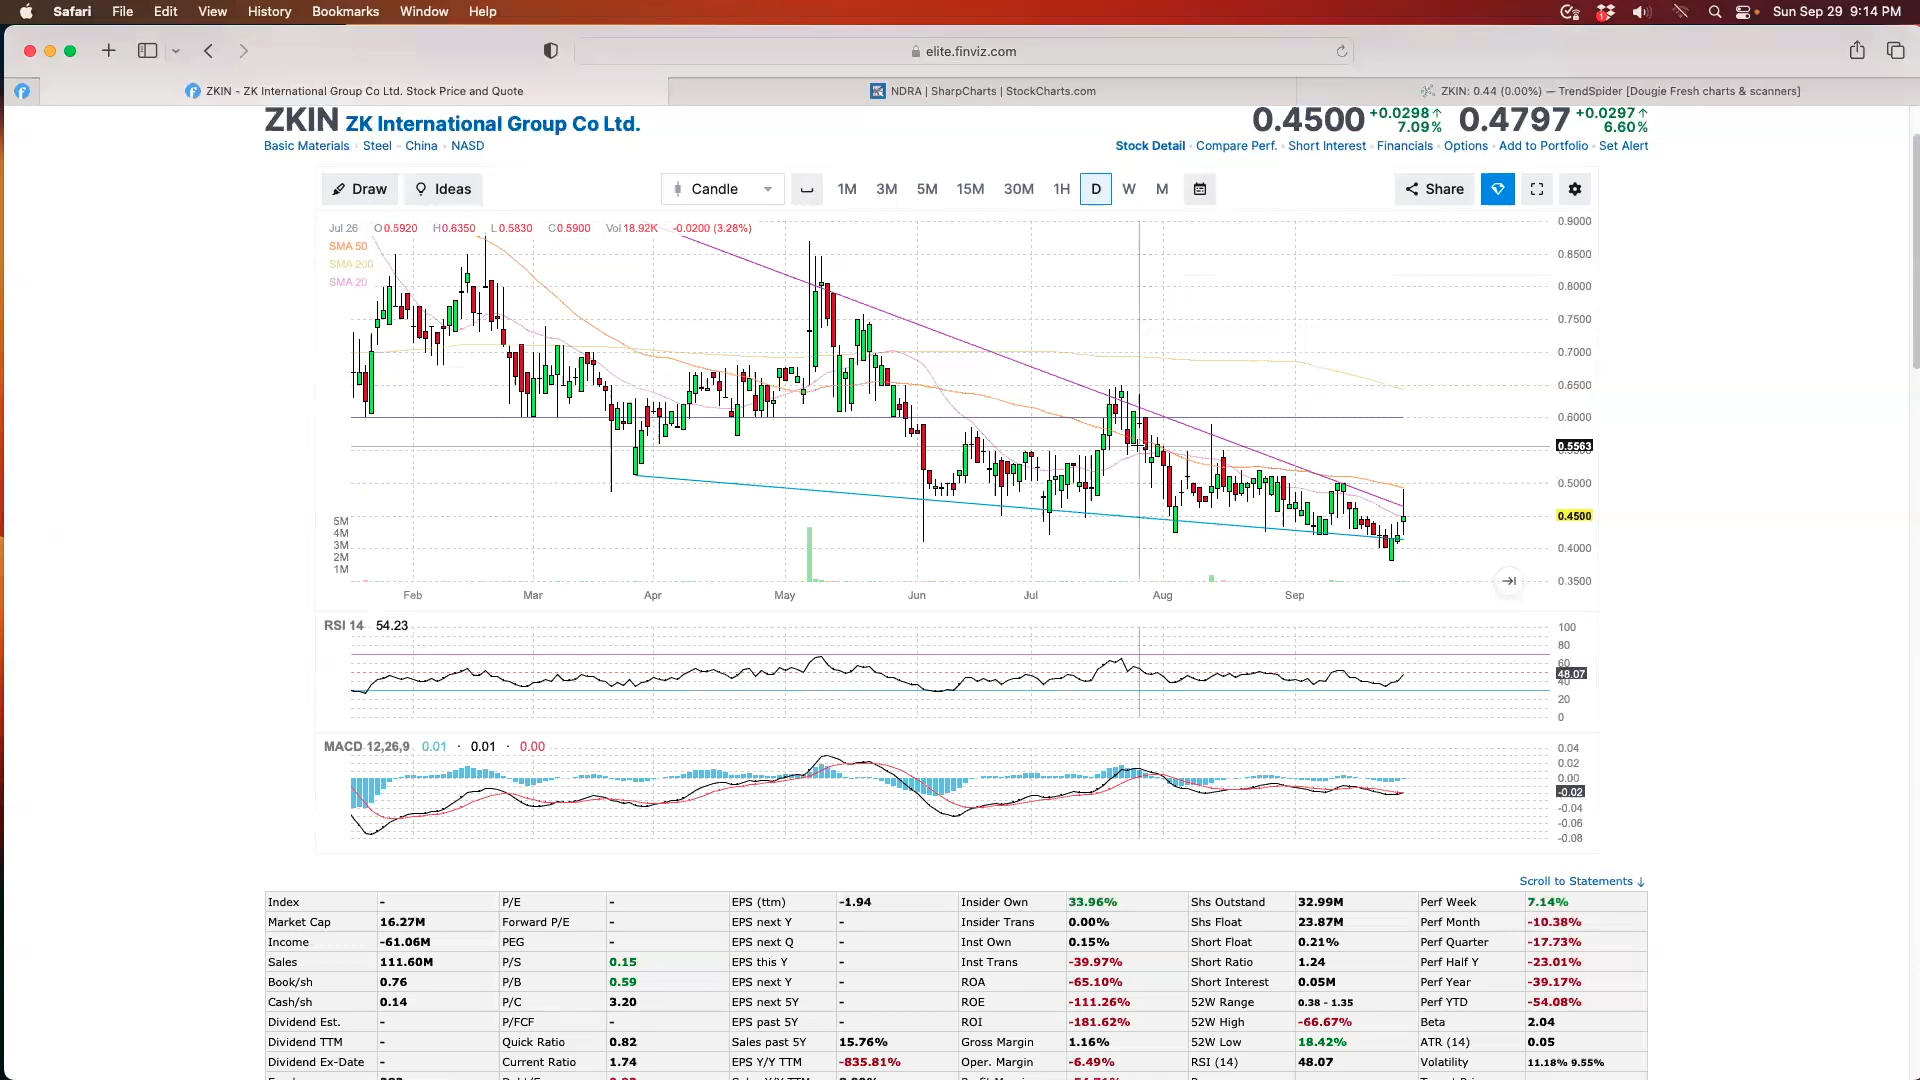 Safari File Edit View History Bookmarks Window Help Sun Sep 29 9:14 PM
elite.finviz.com
ZKIN - ZK International Group Co Ltd. Stock Price and Quote
NDRA | SharpCharts | StockCharts.com
ZKIN: 0.44 (0.00%) — TrendSpider [Dougie Fresh charts & scanners]
ZKIN ZK International Group Co Ltd. 0.4500 +0.0298↑ 7.09% 0.4797 +0.0297↑ 6.60%
Basic Materials · Steel · China · NASD
Stock Detail · Compare Perf. · Short Interest · Financials · Options · Add to Portfolio · Set Alert
Draw Ideas Candle 1M 3M 5M 15M 30M 1H D W M Share
Jul 26 O 0.5920 H 0.6350 L 0.5830 C 0.5900 Vol 18.92K -0.0200 (3.28%)
SMA 50
SMA 200
SMA 20
0.9000
0.8500
0.8000
0.7500
0.7000
0.6500
0.6000
0.5563
0.5000
0.4500
0.4000
0.3500
5M
4M
3M
2M
1M
Feb Mar Apr May Jun Jul Aug Sep
RSI 14 54.23
100
80
60
48.07
40
20
0
MACD 12,26,9 0.01 · 0.01 · 0.00
0.04
0.02
0.00
-0.02
-0.04
-0.06
-0.08
Scroll to Statements ↓
Index - P/E - EPS (ttm) -1.94 Insider Own 33.96% Shs Outstand 32.99M Perf Week 7.14%
Market Cap 16.27M Forward P/E - EPS next Y - Insider Trans 0.00% Shs Float 23.87M Perf Month -10.38%
Income -61.06M PEG - EPS next Q - Inst Own 0.15% Short Float 0.21% Perf Quarter -17.73%
Sales 111.60M P/S 0.15 EPS this Y - Inst Trans -39.97% Short Ratio 1.24 Perf Half Y -23.01%
Book/sh 0.76 P/B 0.59 EPS next Y - ROA -65.10% Short Interest 0.05M Perf Year -39.17%
Cash/sh 0.14 P/C 3.20 EPS next 5Y - ROE -111.26% 52W Range 0.38 - 1.35 Perf YTD -54.08%
Dividend Est. - P/FCF - EPS past 5Y - ROI -181.62% 52W High -66.67% Beta 2.04
Dividend TTM - Quick Ratio 0.82 Sales past 5Y 15.76% Gross Margin 1.16% 52W Low 18.42% ATR (14) 0.05
Dividend Ex-Date - Current Ratio 1.74 EPS Y/Y TTM -835.81% Oper. Margin -6.49% RSI (14) 48.07 Volatility 11.18% 9.55%